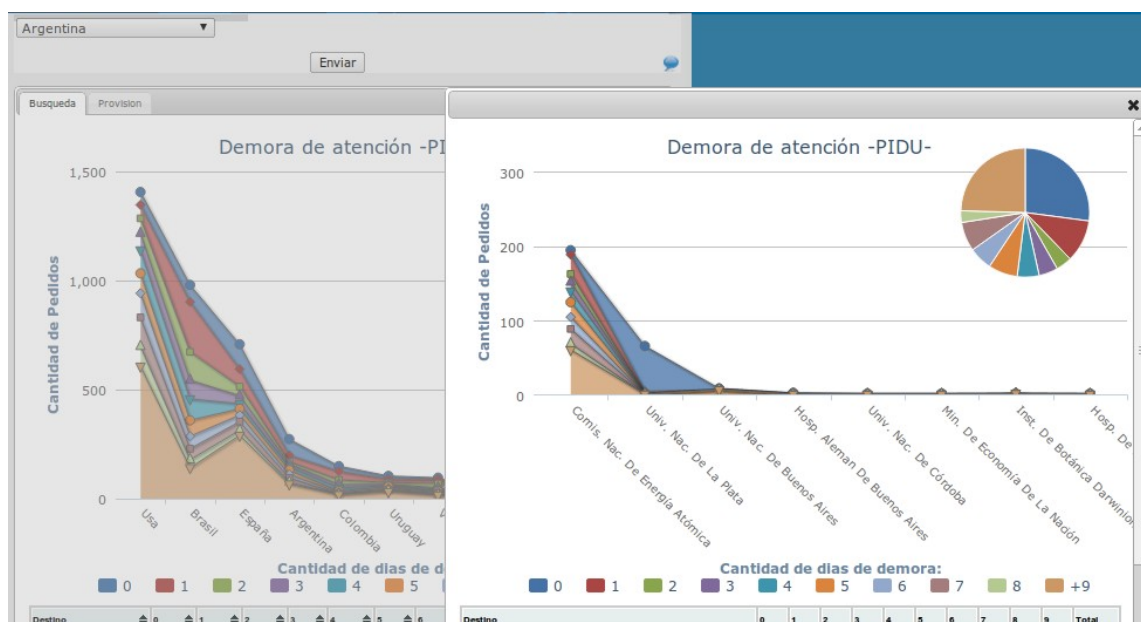 Argentina
Enviar
Busqueda
Provision
Demora de atención -PI
Cantidad de Pedidos
1,500
1,000
500
0
Usa
Brasil
España
Argentina
Colombia
Uruguay
Cantidad de dias de d
0 1 2 3 4 5
Destino 0 1 2 3 4 5 6
Demora de atención -PIDU-
Cantidad de Pedidos
300
200
100
0
Comis. Nac. De Energía Atómica
Univ. Nac. De La Plata
Univ. Nac. De Buenos Aires
Hosp. Aleman De Buenos Aires
Univ. Nac. De Córdoba
Min. De Economía De La Nación
Inst. De Botánica Darwinion
Hosp. De
Cantidad de dias de demora:
0 1 2 3 4 5 6 7 8 +9
Destino 0 1 2 3 4 5 6 7 8 9 Total